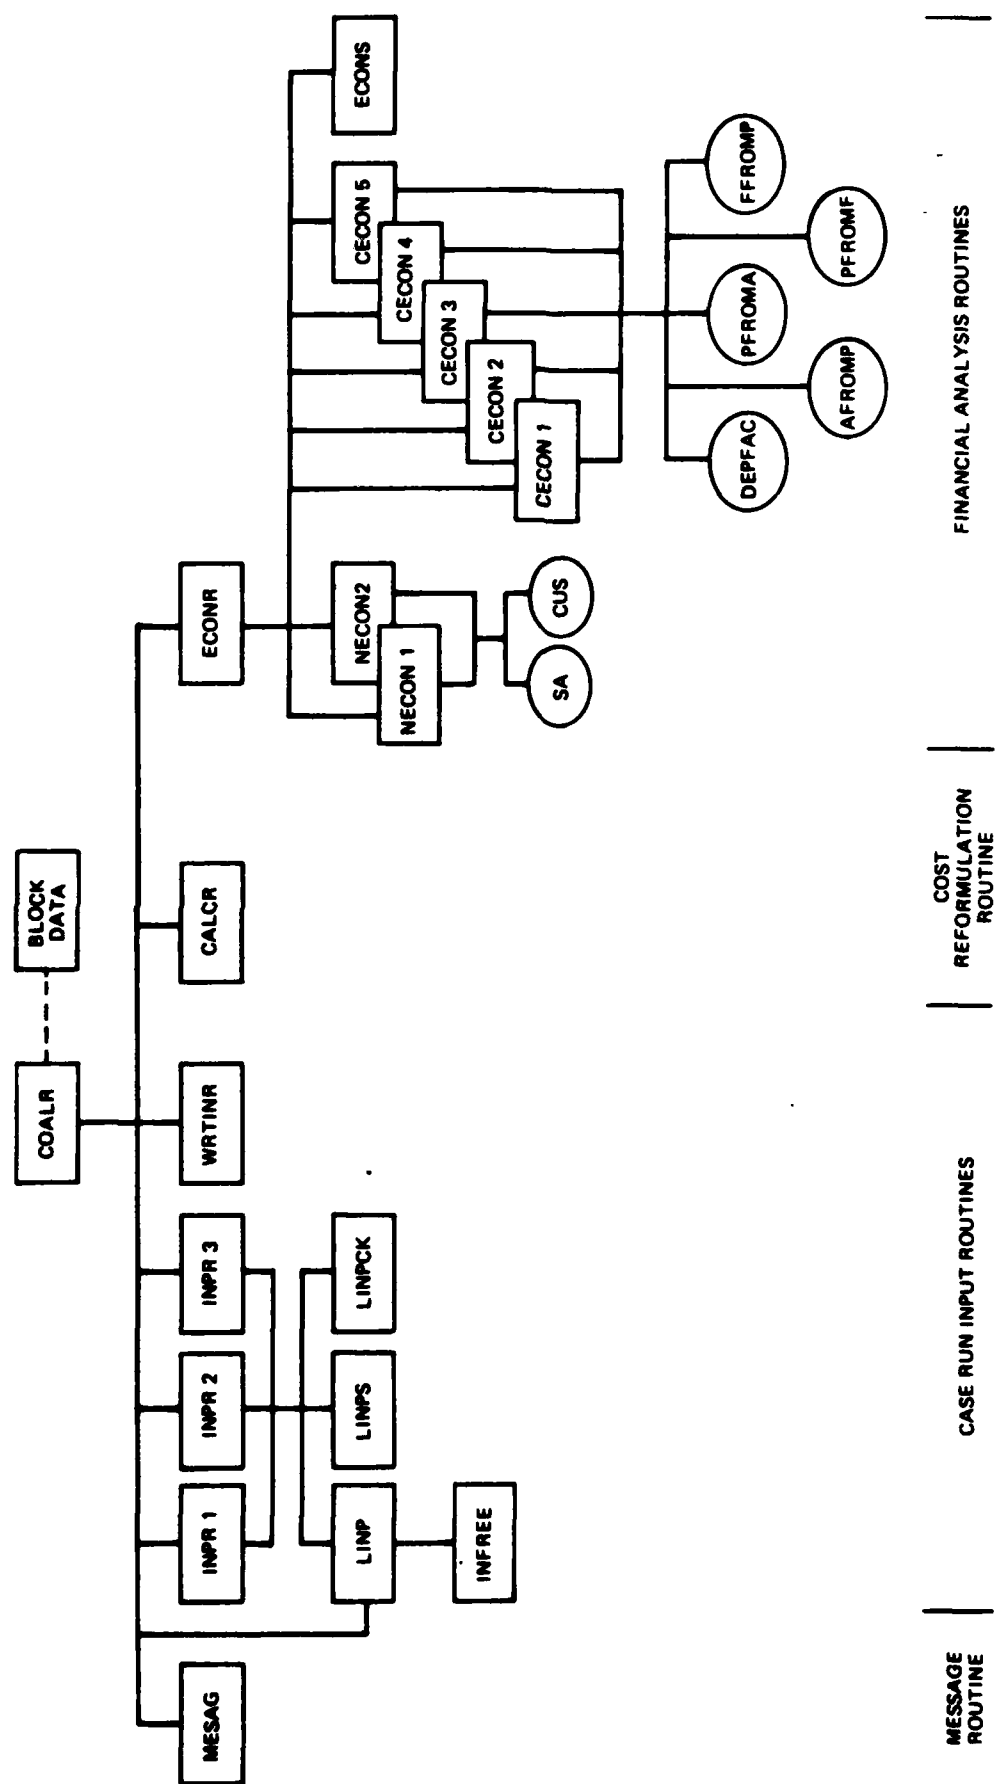 COALR
BLOCK
DATA
MESAG
INPR 1
INPR 2
INPR 3
WRTINR
CALCR
ECONR
LINP
LINPS
LINPCK
NECON2
CECON 5
ECONS
NECON 1
CECON 4
CECON 3
INFREE
CECON 2
CECON 1
SA
CUS
DEPFAC
PFROMA
FFROMP
AFROMP
PFROMF
MESSAGE
ROUTINE
CASE RUN INPUT ROUTINES
COST
REFORMULATION
ROUTINE
FINANCIAL ANALYSIS ROUTINES